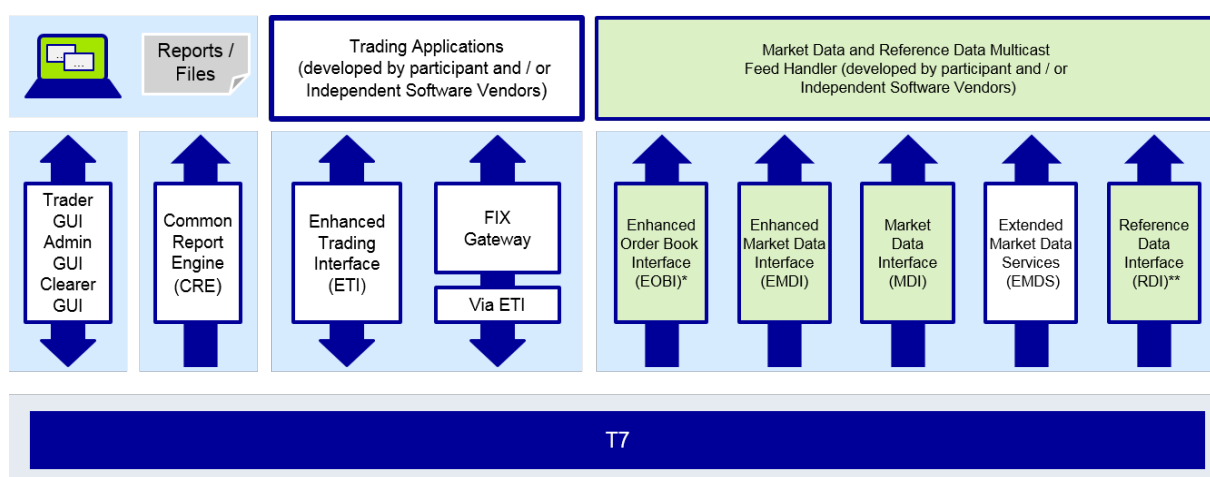 Reports /
Files
Trading Applications
(developed by participant and / or
Independent Software Vendors)
Market Data and Reference Data Multicast
Feed Handler (developed by participant and / or
Independent Software Vendors)
Trader
GUI
Admin
GUI
Clearer
GUI
Common
Report
Engine
(CRE)
Enhanced
Trading
Interface
(ETI)
FIX
Gateway
Via ETI
Enhanced
Order Book
Interface
(EOBI)*
Enhanced
Market Data
Interface
(EMDI)
Market
Data
Interface
(MDI)
Extended
Market Data
Services
(EMDS)
Reference
Data
Interface
(RDI)**
T7